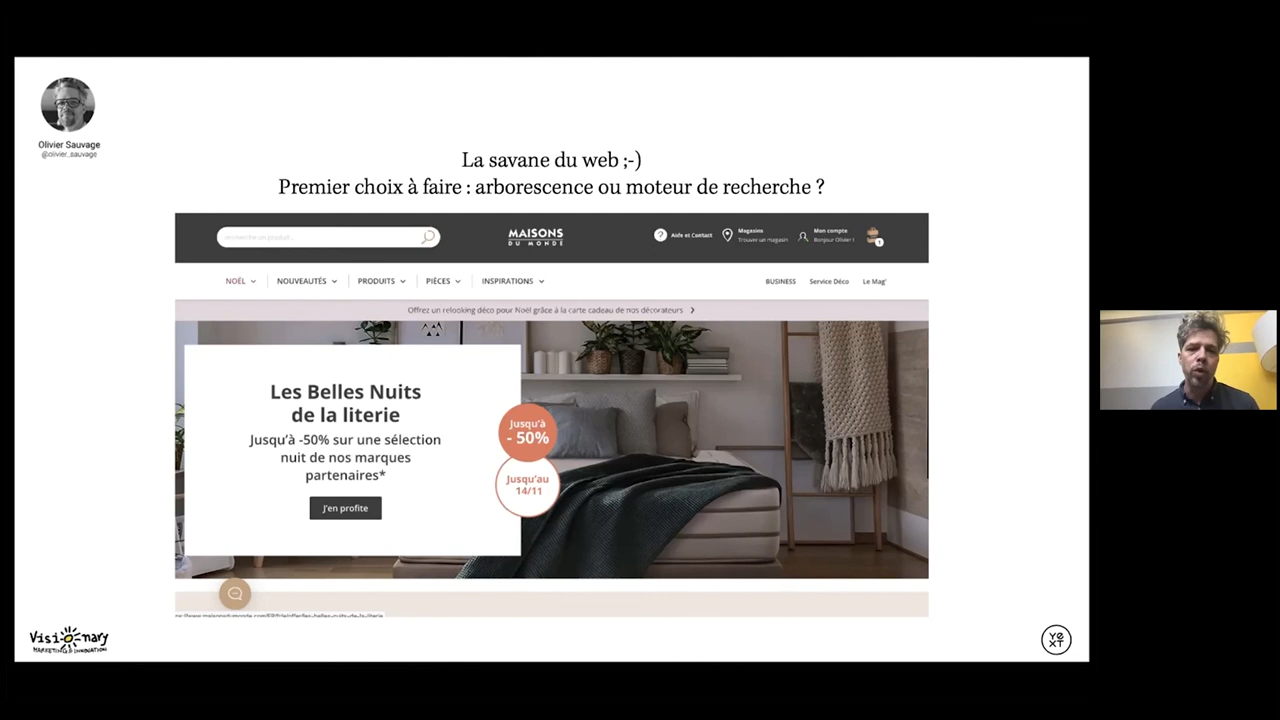 Olivier Sauvage
@olivier_sauvage
La savane du web ;-)
Premier choix à faire : arborescence ou moteur de recherche ?
MAISONS
DU MONDE
Aide et Contact
Magasins
Trouver un magasin
Mon compte
Bonjour Olivier !
1
NOËL
NOUVEAUTÉS
PRODUITS
PIÈCES
INSPIRATIONS
BUSINESS
Service Déco
Le Mag'
Offrez un relooking déco pour Noël grâce à la carte cadeau de nos décorateurs
Les Belles Nuits
de la literie
Jusqu'à -50% sur une sélection
nuit de nos marques
partenaires*
J'en profite
Jusqu'à
- 50%
Jusqu'au
14/11
Visionary
MARKETING & INNOVATION
YEXT